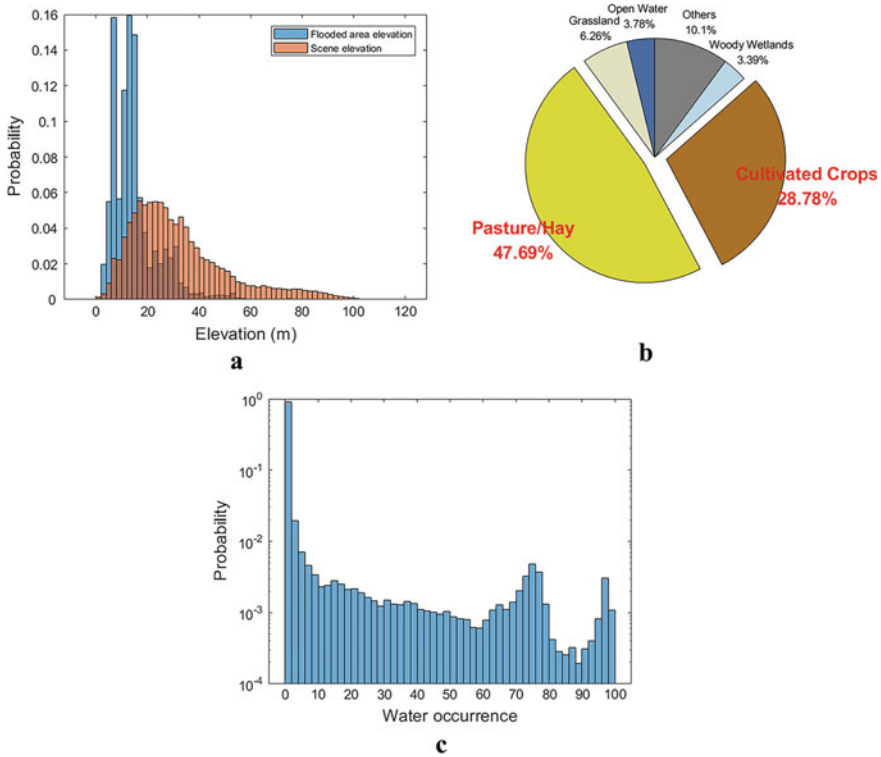 0.16
0.14
0.12
0.1
0.08
0.06
0.04
0.02
0
Probability
Flooded area elevation
Scene elevation
0 20 40 60 80 100 120
Elevation (m)
a
Open Water
3.78%
Grassland
6.26%
Others
10.1%
Woody Wetlands
3.39%
Cultivated Crops
28.78%
Pasture/Hay
47.69%
b
10^0
10^-1
10^-2
10^-3
10^-4
Probability
0 10 20 30 40 50 60 70 80 90 100
Water occurrence
c